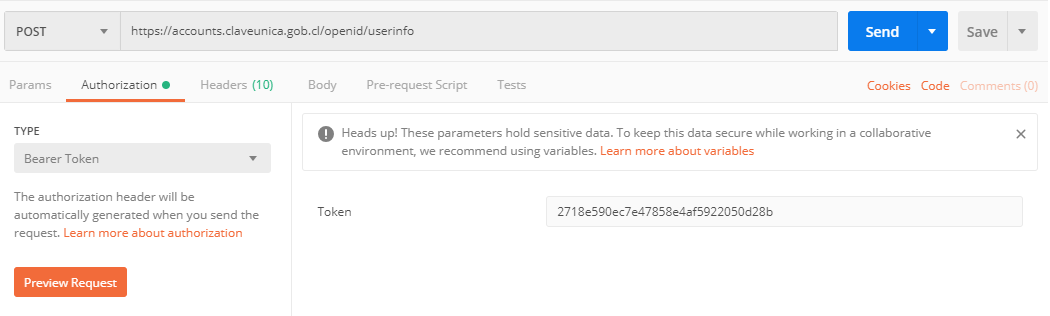 POST https://accounts.claveunica.gob.cl/openid/userinfo Send Save
Params Authorization Headers (10) Body Pre-request Script Tests Cookies Code Comments (0)
TYPE
Bearer Token
The authorization header will be
automatically generated when you send the
request. Learn more about authorization
Preview Request
Heads up! These parameters hold sensitive data. To keep this data secure while working in a collaborative
environment, we recommend using variables. Learn more about variables
Token 2718e590ec7e47858e4af5922050d28b